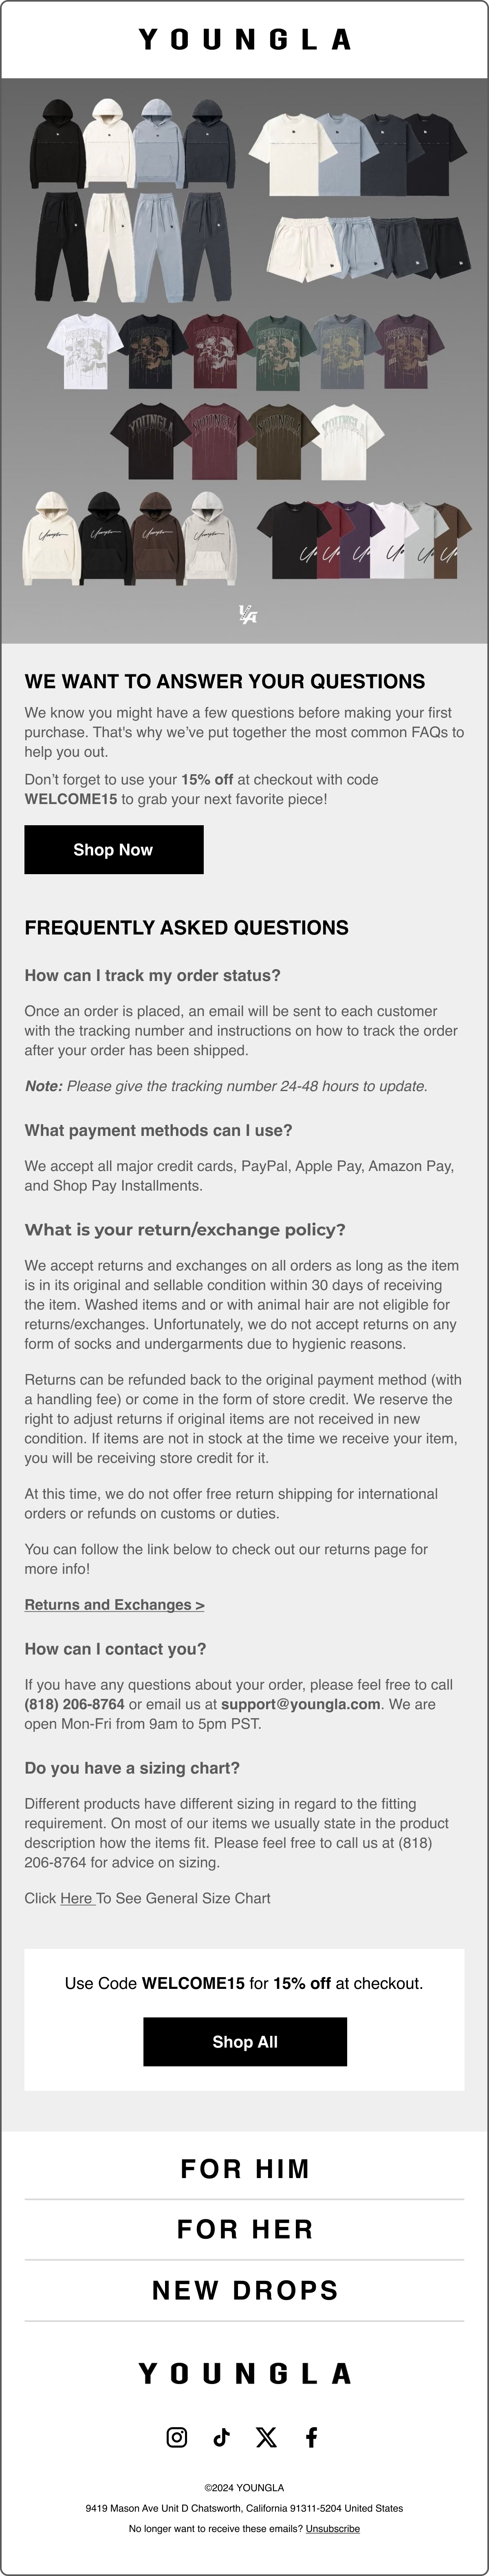 YOUNGLA
YOUNGLA
YOUNGLA
YOUNGLA
WE WANT TO ANSWER YOUR QUESTIONS
We know you might have a few questions before making your first
purchase. That's why we’ve put together the most common FAQs to
help you out.
Don’t forget to use your 15% off at checkout with code
WELCOME15 to grab your next favorite piece!
Shop Now
FREQUENTLY ASKED QUESTIONS
How can I track my order status?
Once an order is placed, an email will be sent to each customer
with the tracking number and instructions on how to track the order
after your order has been shipped.
Note: Please give the tracking number 24-48 hours to update.
What payment methods can I use?
We accept all major credit cards, PayPal, Apple Pay, Amazon Pay,
and Shop Pay Installments.
What is your return/exchange policy?
We accept returns and exchanges on all orders as long as the item
is in its original and sellable condition within 30 days of receiving
the item. Washed items and or with animal hair are not eligible for
returns/exchanges. Unfortunately, we do not accept returns on any
form of socks and undergarments due to hygienic reasons.
Returns can be refunded back to the original payment method (with
a handling fee) or come in the form of store credit. We reserve the
right to adjust returns if original items are not received in new
condition. If items are not in stock at the time we receive your item,
you will be receiving store credit for it.
At this time, we do not offer free return shipping for international
orders or refunds on customs or duties.
You can follow the link below to check out our returns page for
more info!
Returns and Exchanges >
How can I contact you?
If you have any questions about your order, please feel free to call
(818) 206-8764 or email us at support@youngla.com. We are
open Mon-Fri from 9am to 5pm PST.
Do you have a sizing chart?
Different products have different sizing in regard to the fitting
requirement. On most of our items we usually state in the product
description how the items fit. Please feel free to call us at (818)
206-8764 for advice on sizing.
Click Here To See General Size Chart
Use Code WELCOME15 for 15% off at checkout.
Shop All
FOR HIM
FOR HER
NEW DROPS
YOUNGLA
©2024 YOUNGLA
9419 Mason Ave Unit D Chatsworth, California 91311-5204 United States
No longer want to receive these emails? Unsubscribe